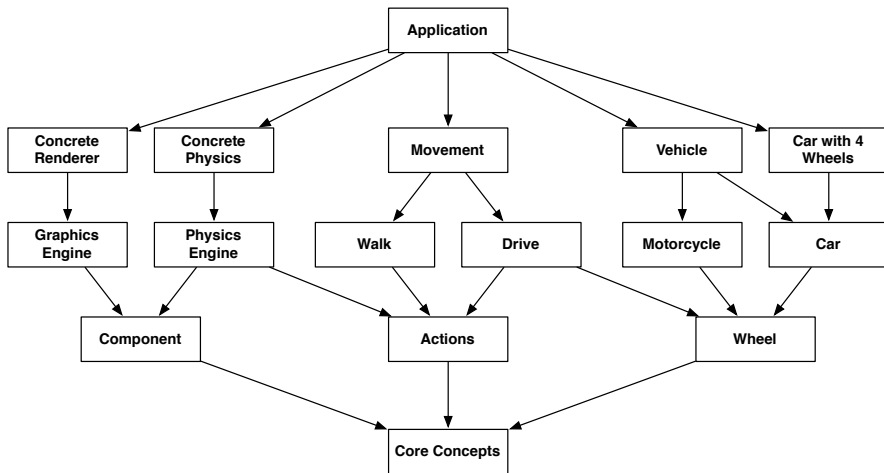 Application
Concrete
Renderer
Concrete
Physics
Movement
Vehicle
Car with 4
Wheels
Graphics
Engine
Physics
Engine
Walk
Drive
Motorcycle
Car
Component
Actions
Wheel
Core Concepts